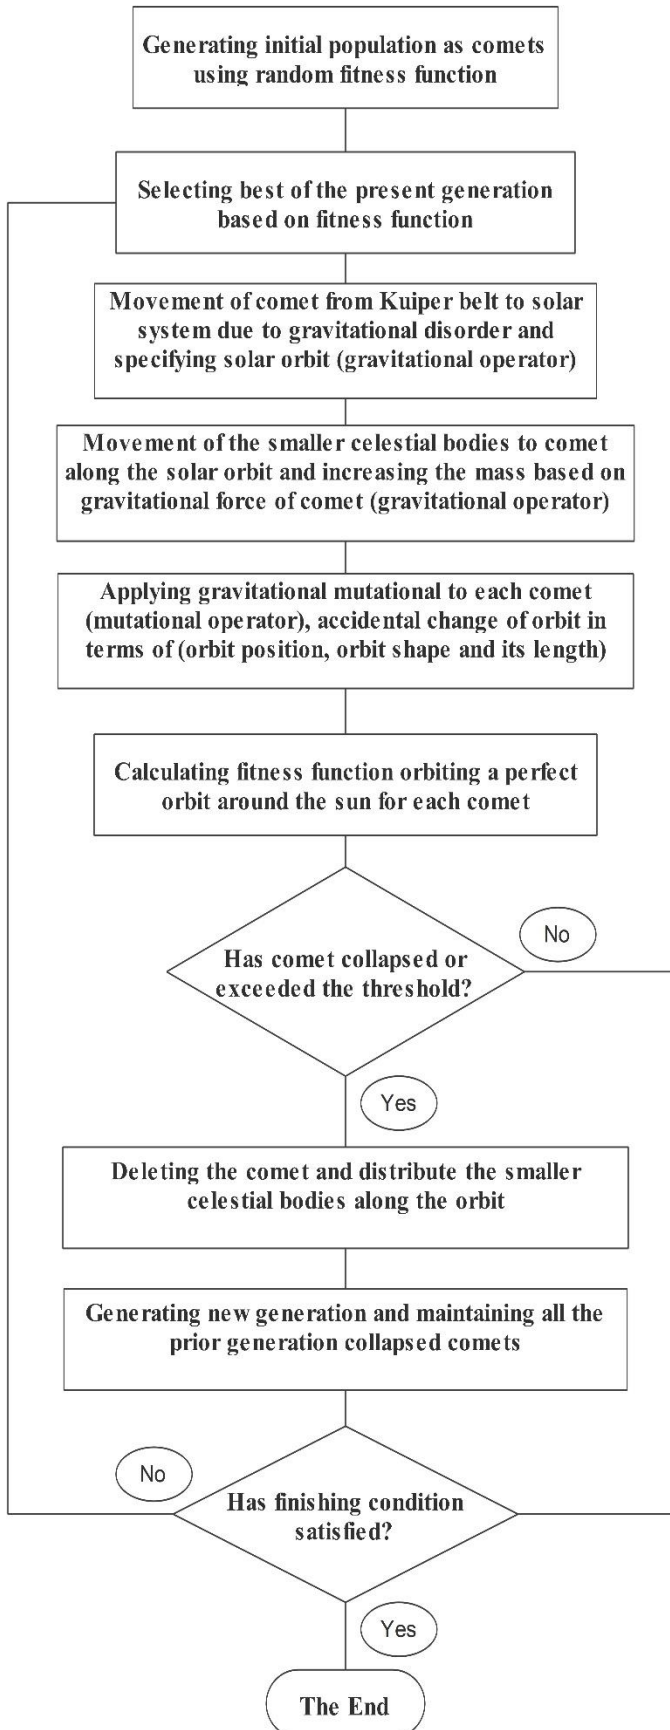 Generating initial population as comets
using random fitness function
Selecting best of the present generation
based on fitness function
Movement of comet from Kuiper belt to solar
system due to gravitational disorder and
specifying solar orbit (gravitational operator)
Movement of the smaller celestial bodies to comet
along the solar orbit and increasing the mass based on
gravitational force of comet (gravitational operator)
Applying gravitational mutational to each comet
(mutational operator), accidental change of orbit in
terms of (orbit position, orbit shape and its length)
Calculating fitness function orbiting a perfect
orbit around the sun for each comet
No
Has comet collapsed or
exceeded the threshold?
Yes
Deleting the comet and distribute the smaller
celestial bodies along the orbit
Generating new generation and maintaining all the
prior generation collapsed comets
No
Has finishing condition
satisfied?
Yes
The End